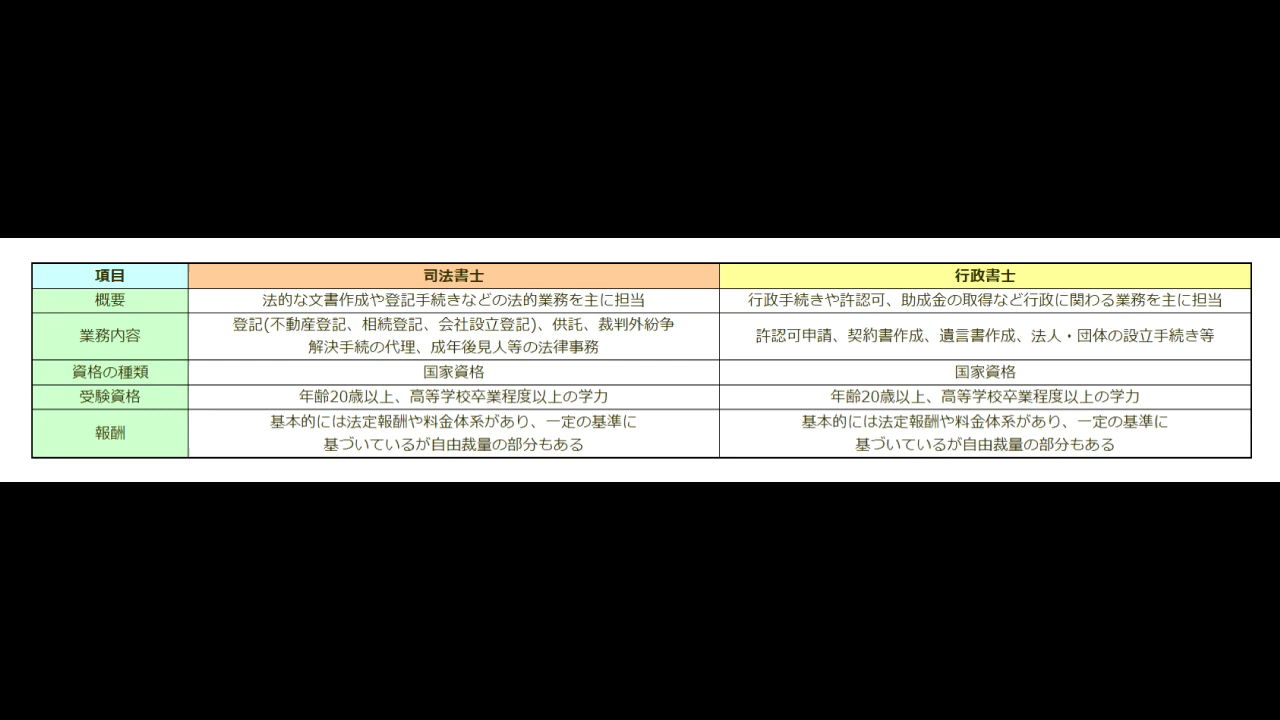 項目 司法書士 行政書士
概要 法的な文書作成や登記手続きなどの法的業務を主に担当 行政手続きや許認可、助成金の取得など行政に関わる業務を主に担当
業務内容 登記(不動産登記、相続登記、会社設立登記)、供託、裁判外紛争
解決手続の代理、成年後見人等の法律事務 許認可申請、契約書作成、遺言書作成、法人・団体の設立手続き等
資格の種類 国家資格 国家資格
受験資格 年齢20歳以上、高等学校卒業程度以上の学力 年齢20歳以上、高等学校卒業程度以上の学力
報酬 基本的には法定報酬や料金体系があり、一定の基準に
基づいているが自由裁量の部分もある 基本的には法定報酬や料金体系があり、一定の基準に
基づいているが自由裁量の部分もある